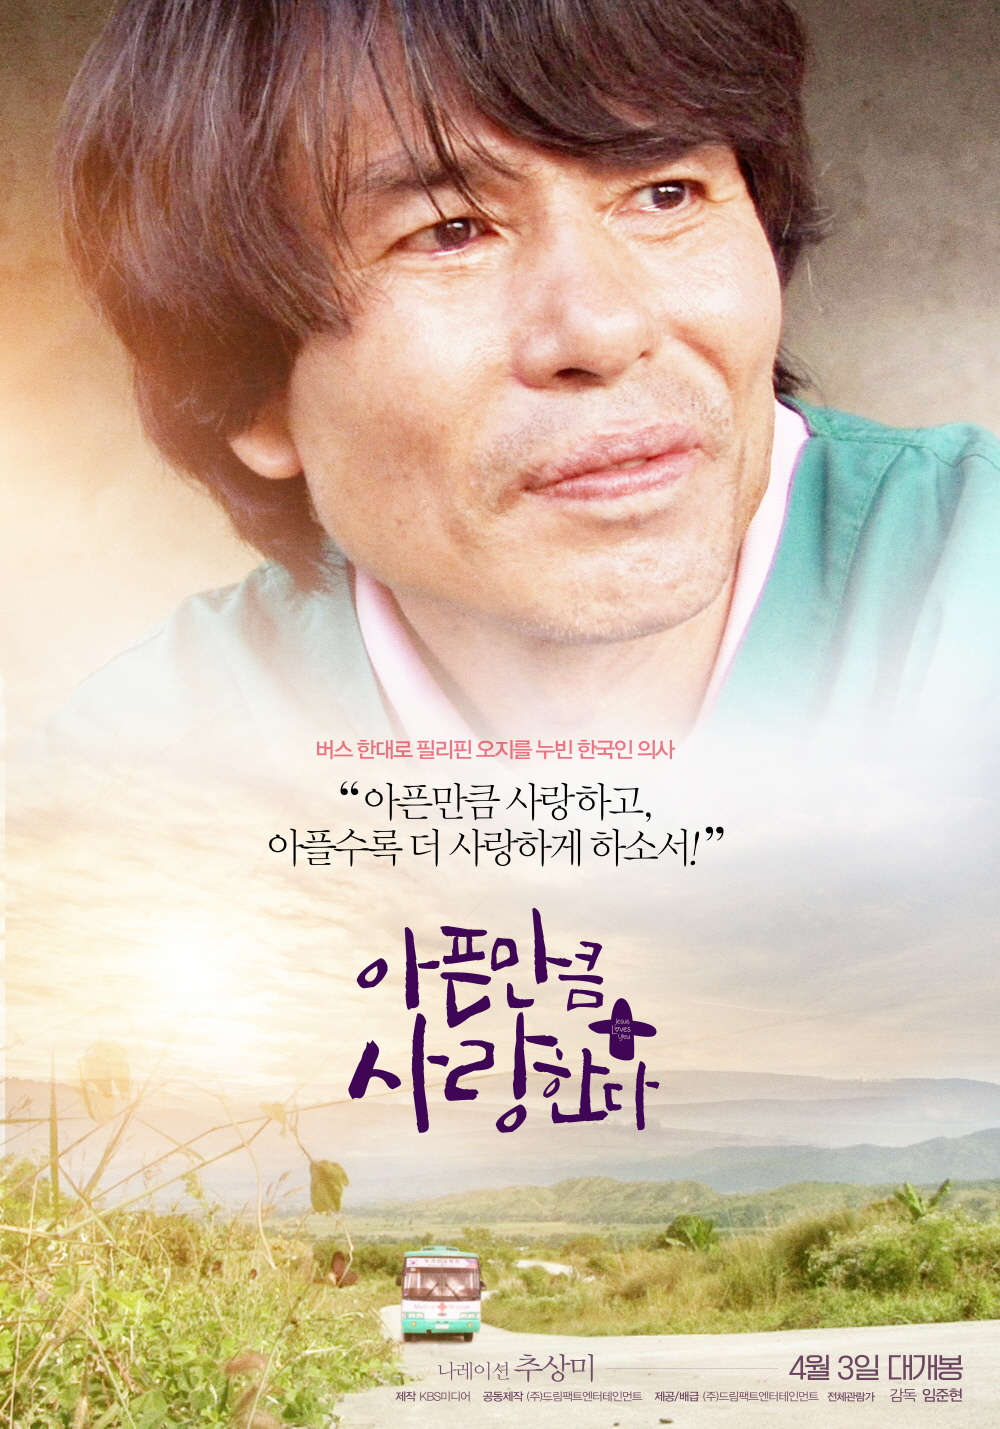 버스 한대로 필리핀 오지를 누빈 한국인 의사
“아픈만큼 사랑하고,
아플수록 더 사랑하게 하소서!”
아픈만큼
사랑한다
Jesus
Loves
You
나레이션 추상미 4월 3일 대개봉
제작 KBS미디어 공동제작 (주)드림팩트엔터테인먼트 제공/배급 (주)드림팩트엔터테인먼트 전체관람가 감독 임준현